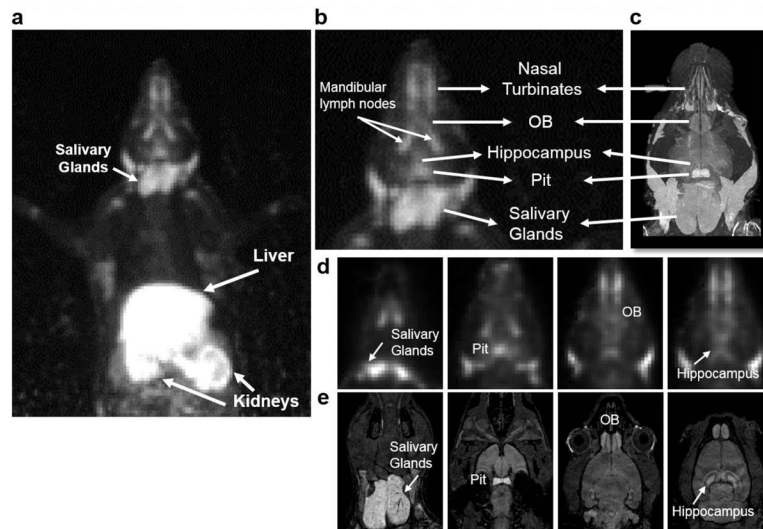 a
Salivary
Glands
Liver
Kidneys
b
Mandibular
lymph nodes
Nasal
Turbinates
OB
Hippocampus
Pit
Salivary
Glands
c
d
Salivary
Glands
Pit
OB
Hippocampus
e
Salivary
Glands
Pit
OB
Hippocampus